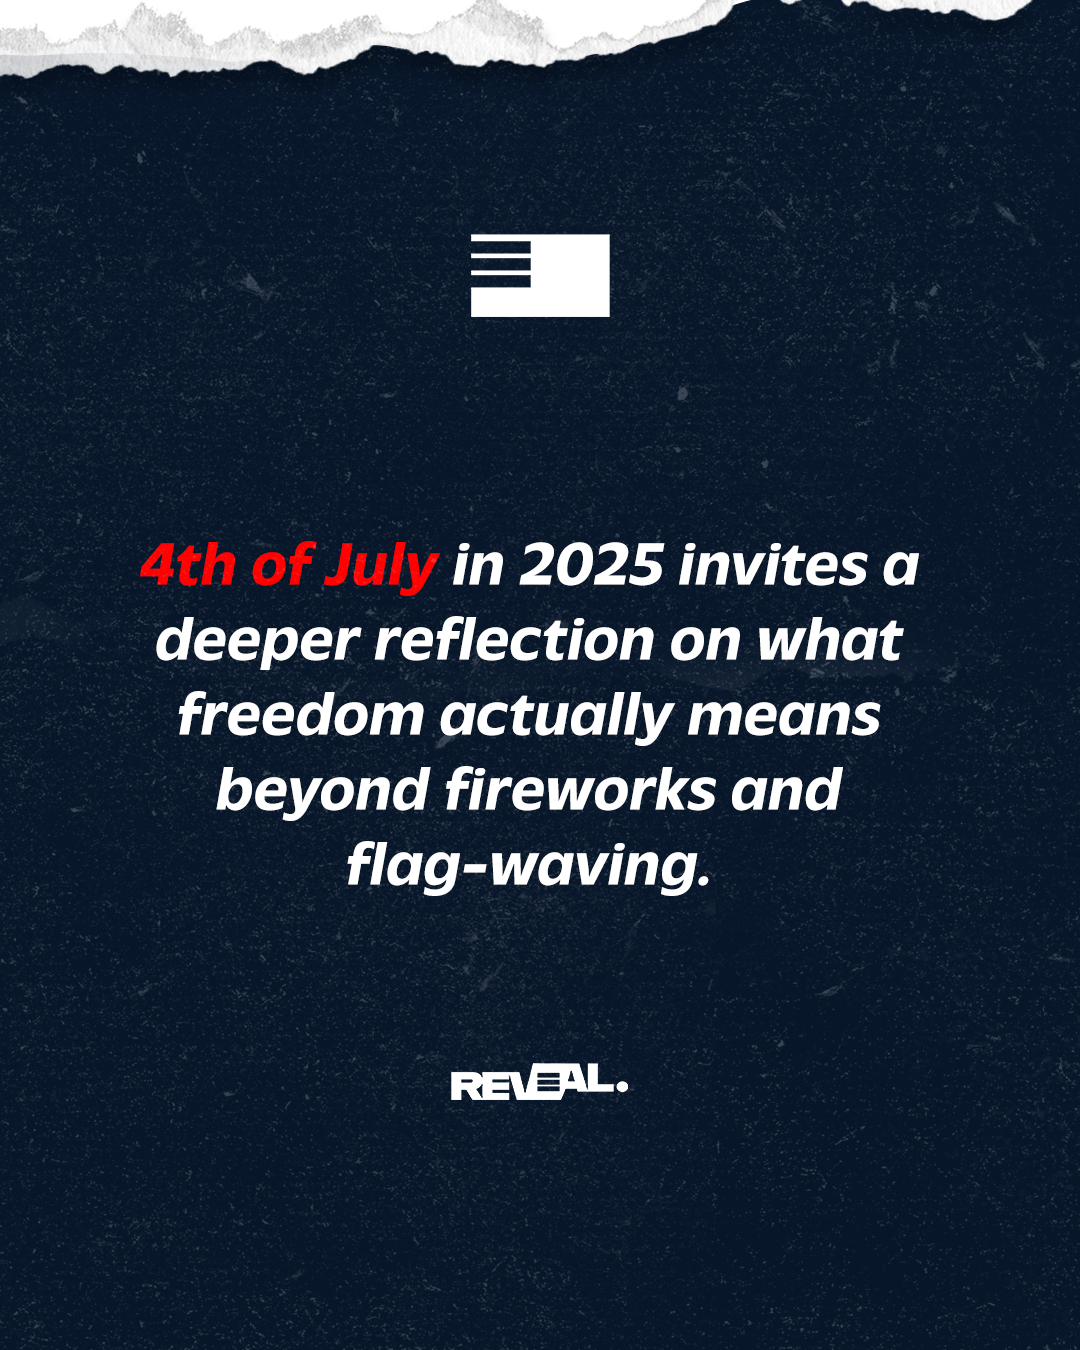 4th of July in 2025 invites a
deeper reflection on what
freedom actually means
beyond fireworks and
flag-waving.
REVEAL.